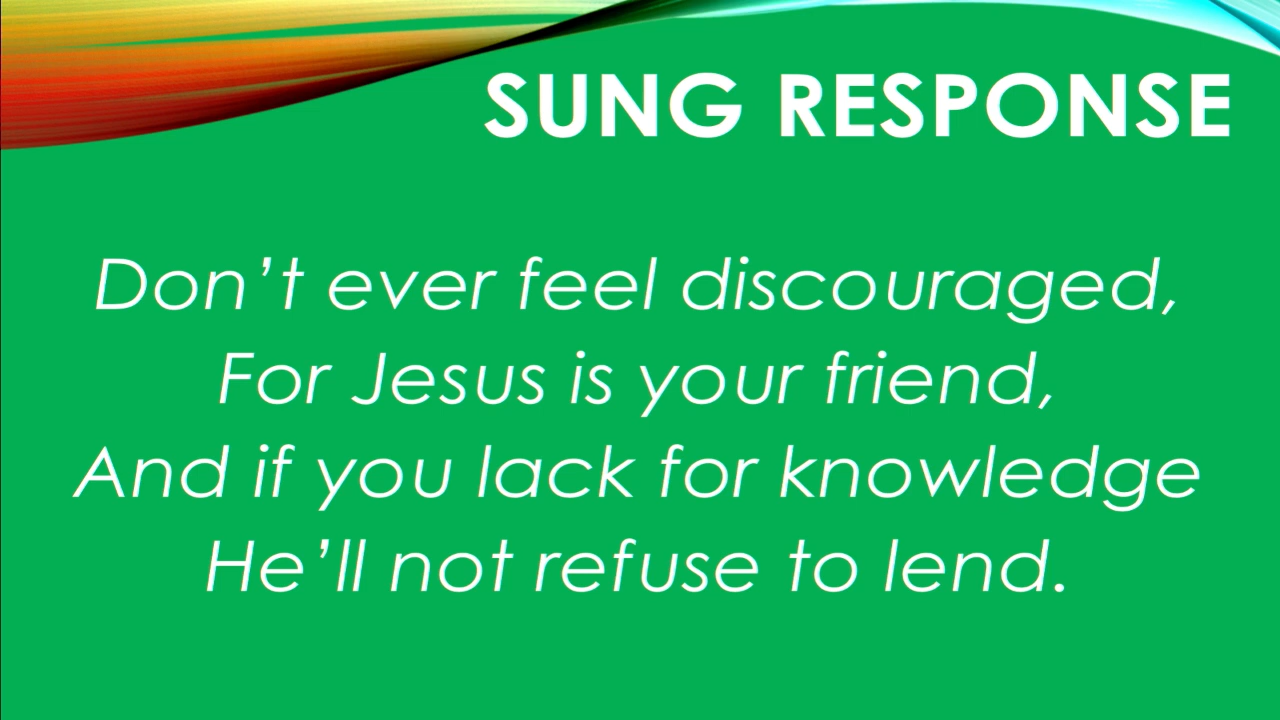 SUNG RESPONSE
Don’t ever feel discouraged,
For Jesus is your friend,
And if you lack for knowledge
He’ll not refuse to lend.